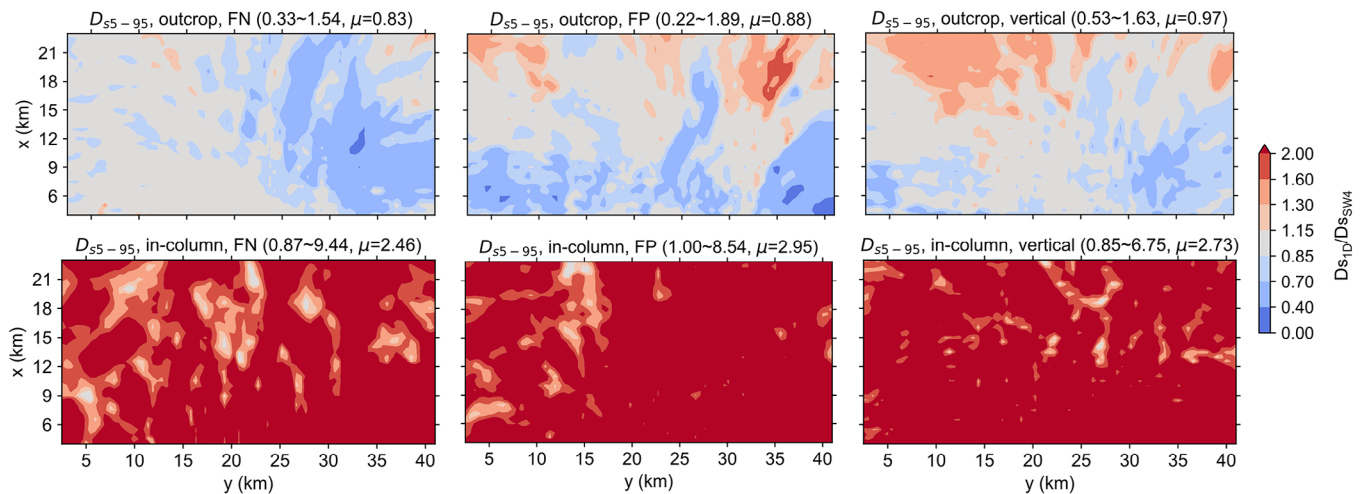 Ds5−95, outcrop, FN (0.33~1.54, μ=0.83)
Ds5−95, outcrop, FP (0.22~1.89, μ=0.88)
Ds5−95, outcrop, vertical (0.53~1.63, μ=0.97)
21
18
15
12
9
6
x (km)
Ds5−95, in-column, FN (0.87~9.44, μ=2.46)
Ds5−95, in-column, FP (1.00~8.54, μ=2.95)
Ds5−95, in-column, vertical (0.85~6.75, μ=2.73)
21
18
15
12
9
6
x (km)
5 10 15 20 25 30 35 40
5 10 15 20 25 30 35 40
5 10 15 20 25 30 35 40
y (km)
y (km)
y (km)
2.00
1.60
1.30
1.15
0.85
0.70
0.40
0.00
Ds1D/DsSW4